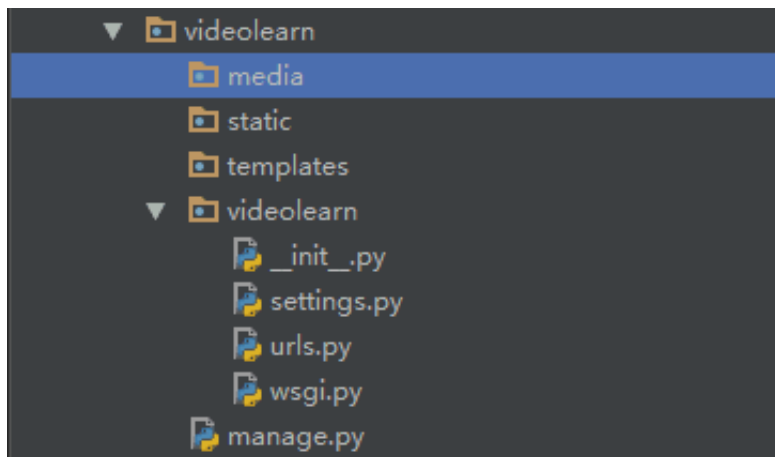 videolearn
media
static
templates
videolearn
__init__.py
settings.py
urls.py
wsgi.py
manage.py